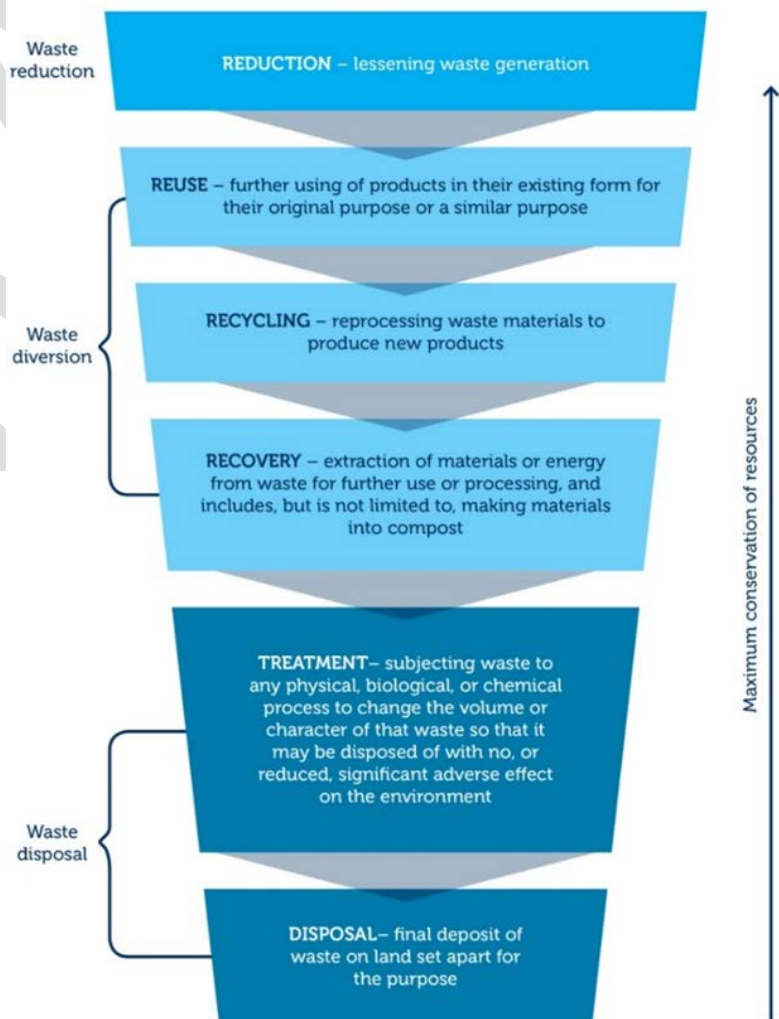 Waste
reduction
REDUCTION – lessening waste generation
REUSE – further using of products in their existing form for
their original purpose or a similar purpose
RECYCLING – reprocessing waste materials to
produce new products
Waste
diversion
RECOVERY – extraction of materials or energy
from waste for further use or processing, and
includes, but is not limited to, making materials
into compost
TREATMENT– subjecting waste to
any physical, biological, or chemical
process to change the volume or
character of that waste so that it
may be disposed of with no, or
reduced, significant adverse effect
on the environment
Waste
disposal
DISPOSAL– final deposit of
waste on land set apart for
the purpose
Maximum conservation of resources